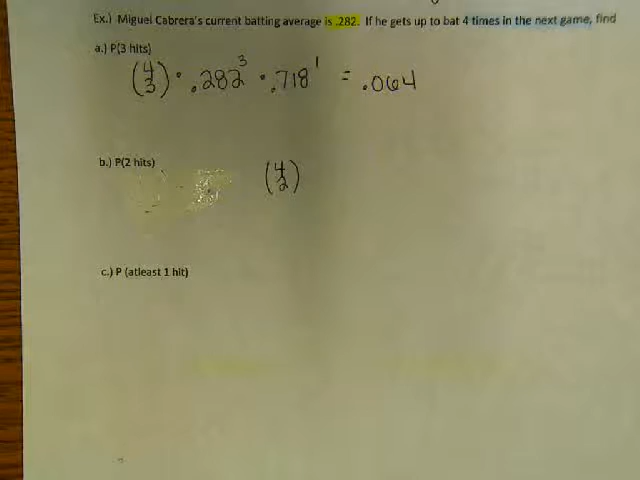 Ex.) Miguel Cabrera's current batting average is .282. If he gets up to bat 4 times in the next game, find
a.) P(3 hits)
(4 3) · .282³ · .718¹ = .064
b.) P(2 hits)
(4 2)
c.) P (atleast 1 hit)